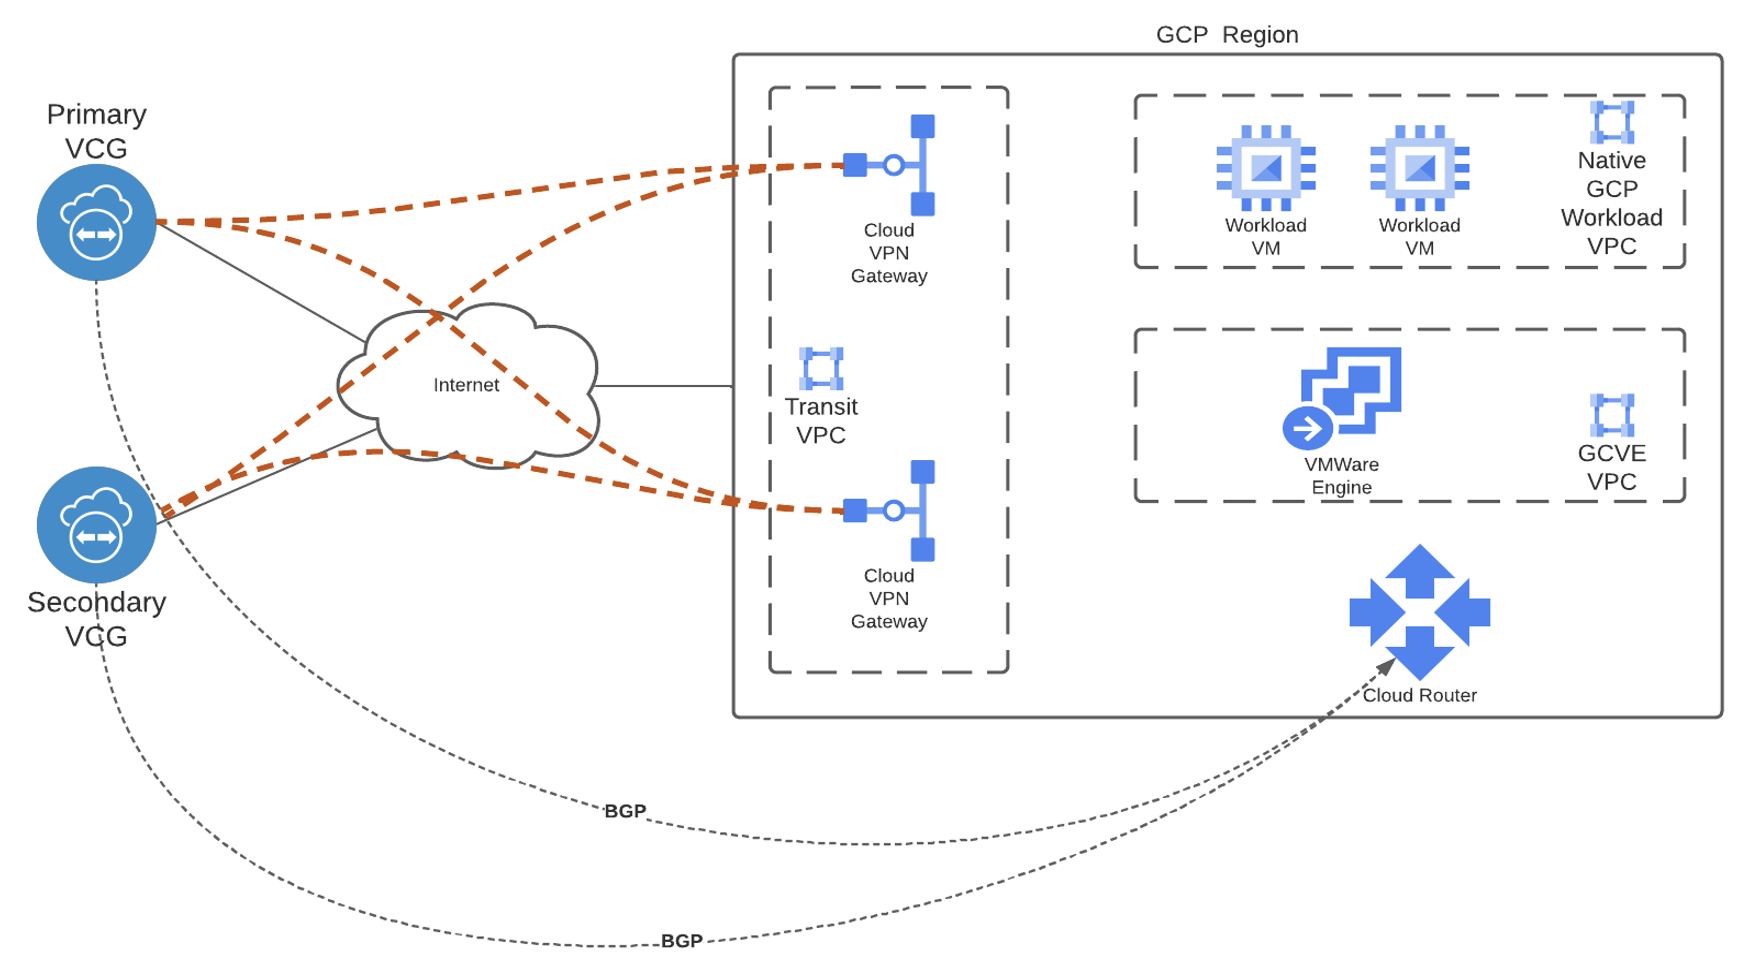 GCP Region
Primary
VCG
Cloud
VPN
Gateway
Workload
VM
Workload
VM
Native
GCP
Workload
VPC
Internet
Transit
VPC
VMWare
Engine
GCVE
VPC
Secondary
VCG
Cloud
VPN
Gateway
Cloud Router
BGP
BGP